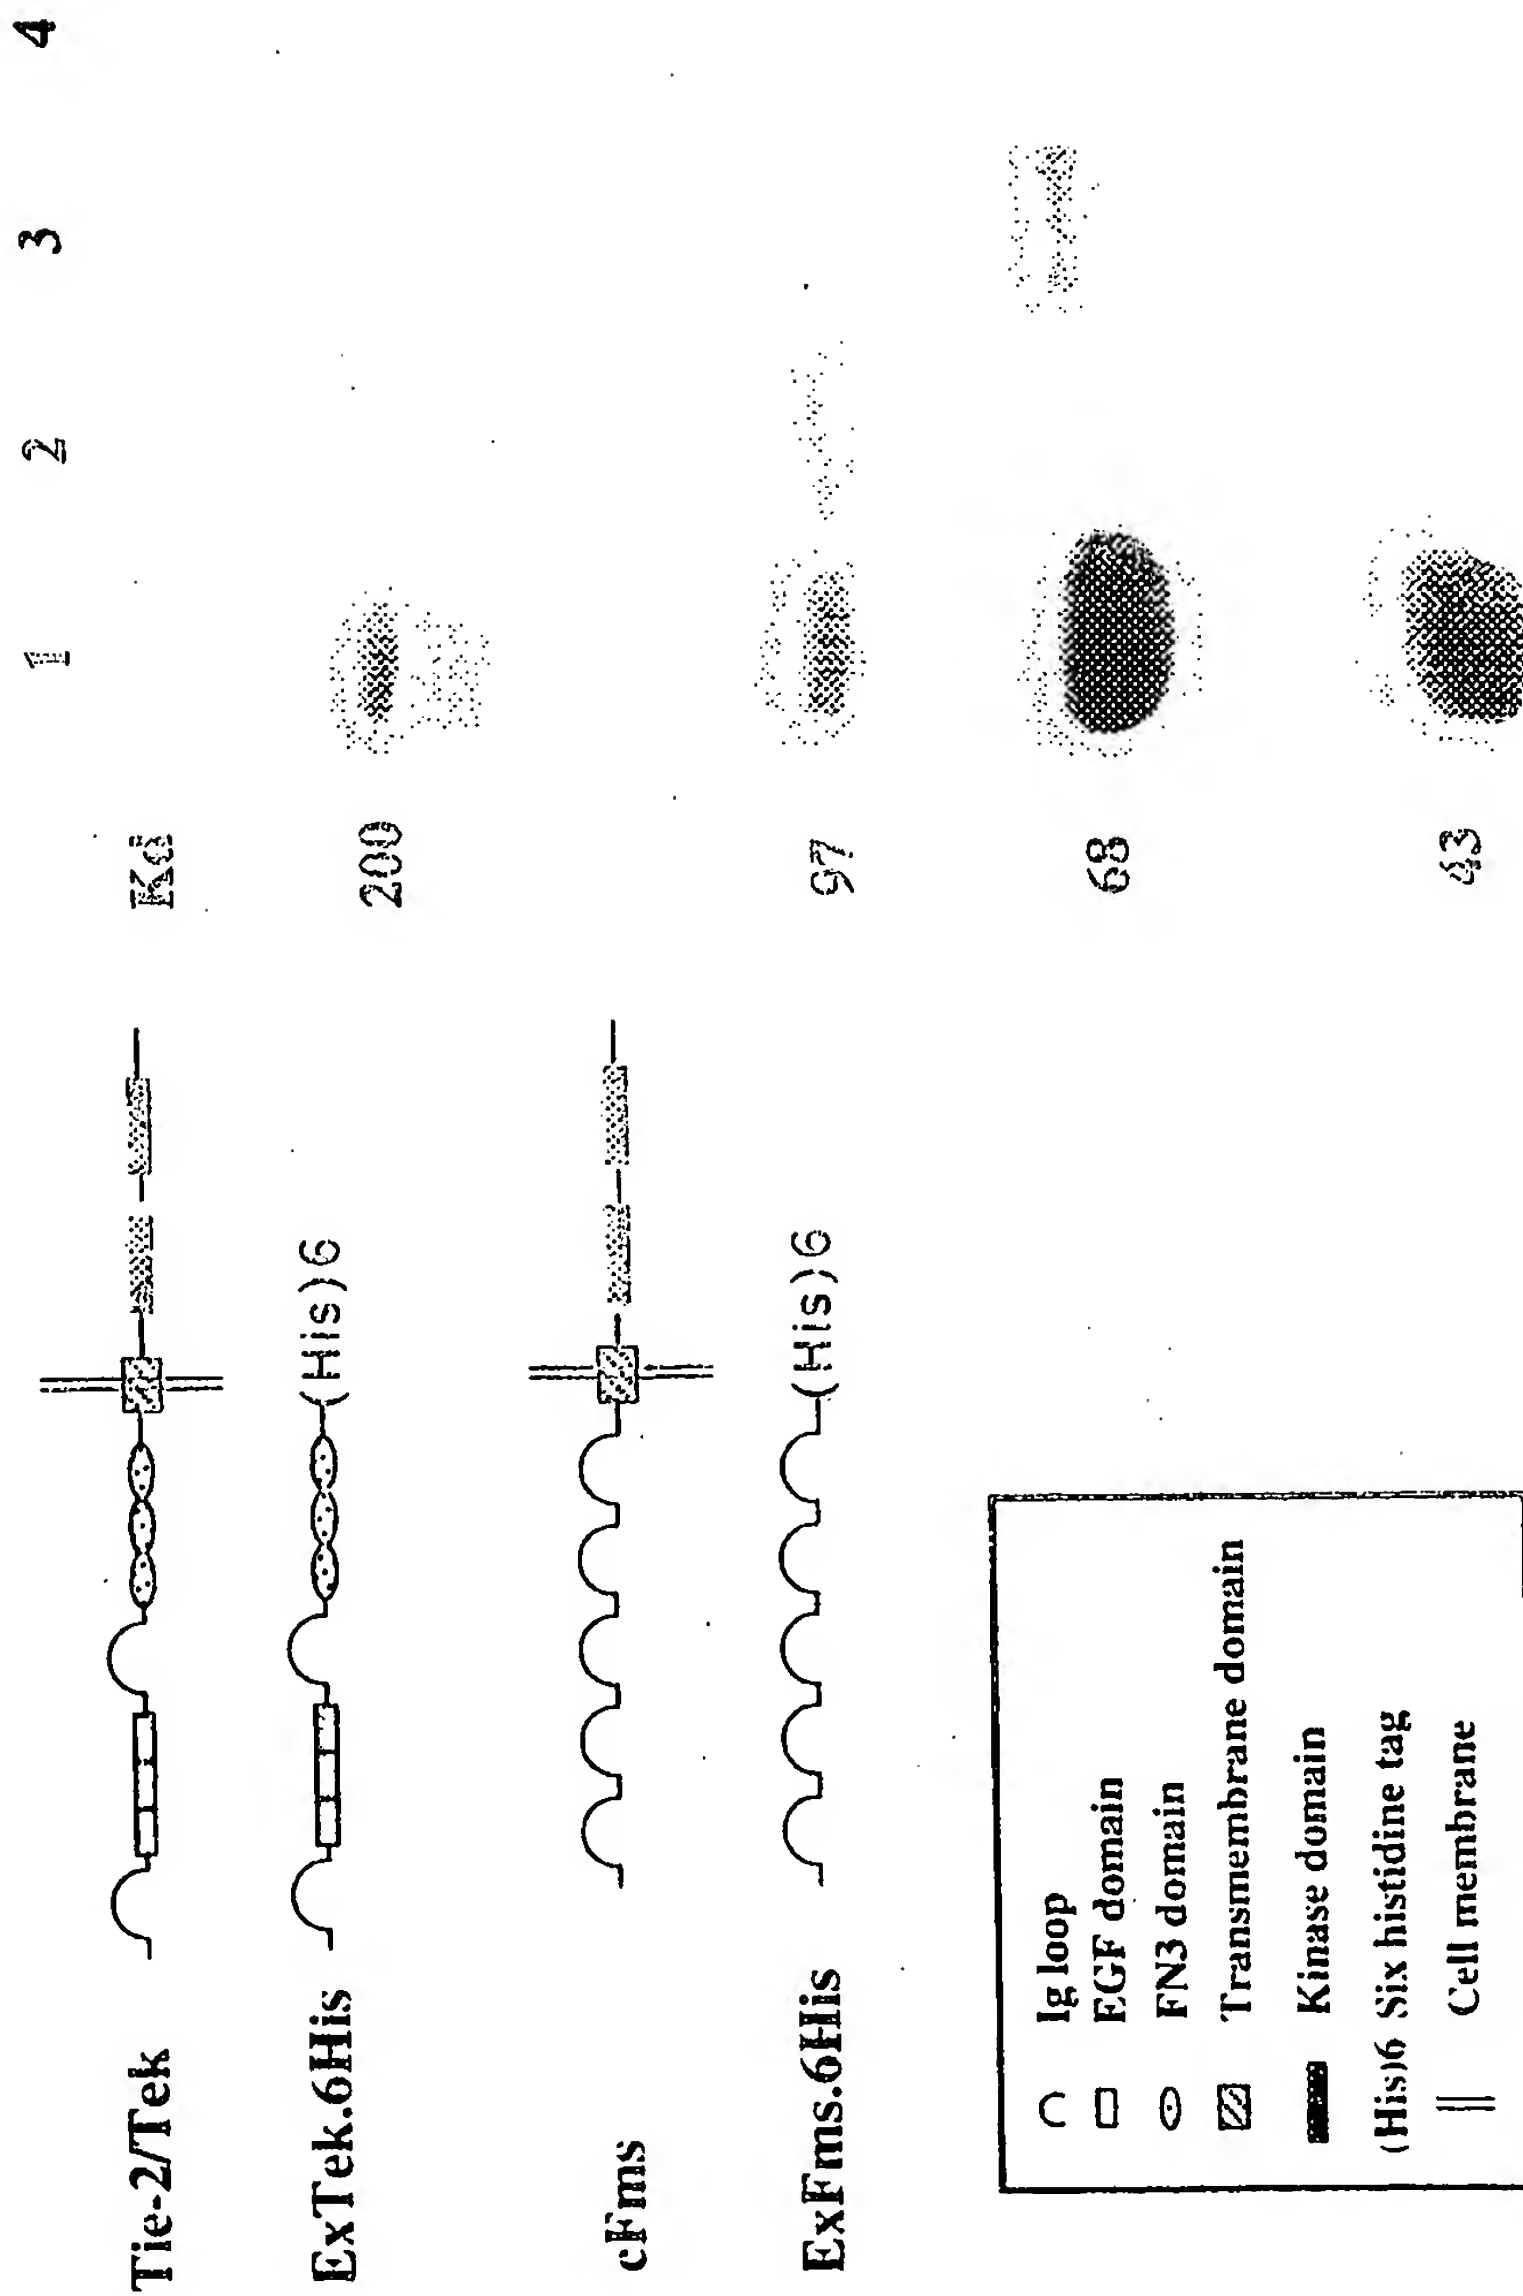 Tie-2/Tek
ExTek.6His
(His)6
cFms
ExFms.6His
(His)6
Ig loop
EGF domain
FN3 domain
Transmembrane domain
Kinase domain
(His)6 Six histidine tag
Cell membrane
1 2 3 4
Kd
200
97
68
43